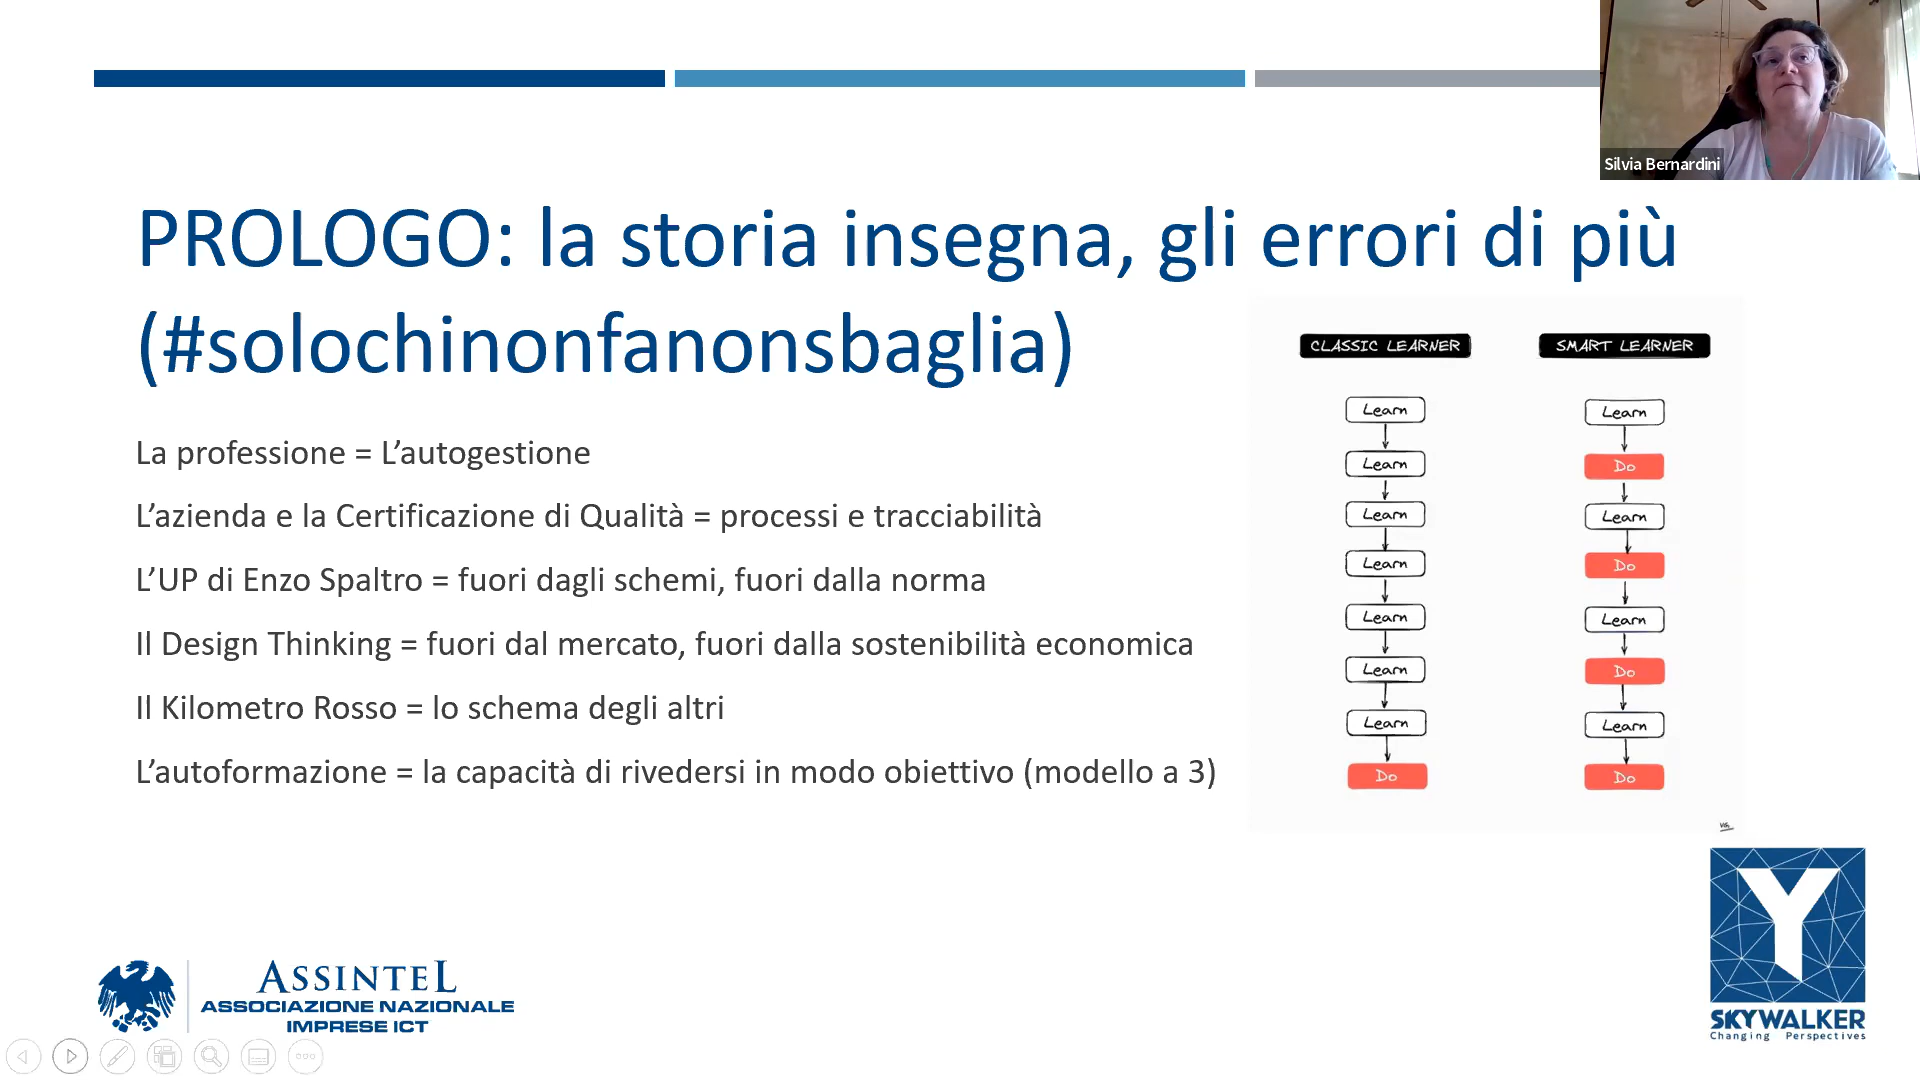 Silvia Bernardini
PROLOGO: la storia insegna, gli errori di più
(#solochinonfanonsbaglia)
La professione = L’autogestione
L’azienda e la Certificazione di Qualità = processi e tracciabilità
L’UP di Enzo Spaltro = fuori dagli schemi, fuori dalla norma
Il Design Thinking = fuori dal mercato, fuori dalla sostenibilità economica
Il Kilometro Rosso = lo schema degli altri
L’autoformazione = la capacità di rivedersi in modo obiettivo (modello a 3)
CLASSIC LEARNER
Learn
Learn
Learn
Learn
Learn
Learn
Learn
Do
SMART LEARNER
Learn
Do
Learn
Do
Learn
Do
Learn
Do
ASSINTEL
ASSOCIAZIONE NAZIONALE
IMPRESE ICT
Y
SKYWALKER
Changing Perspectives